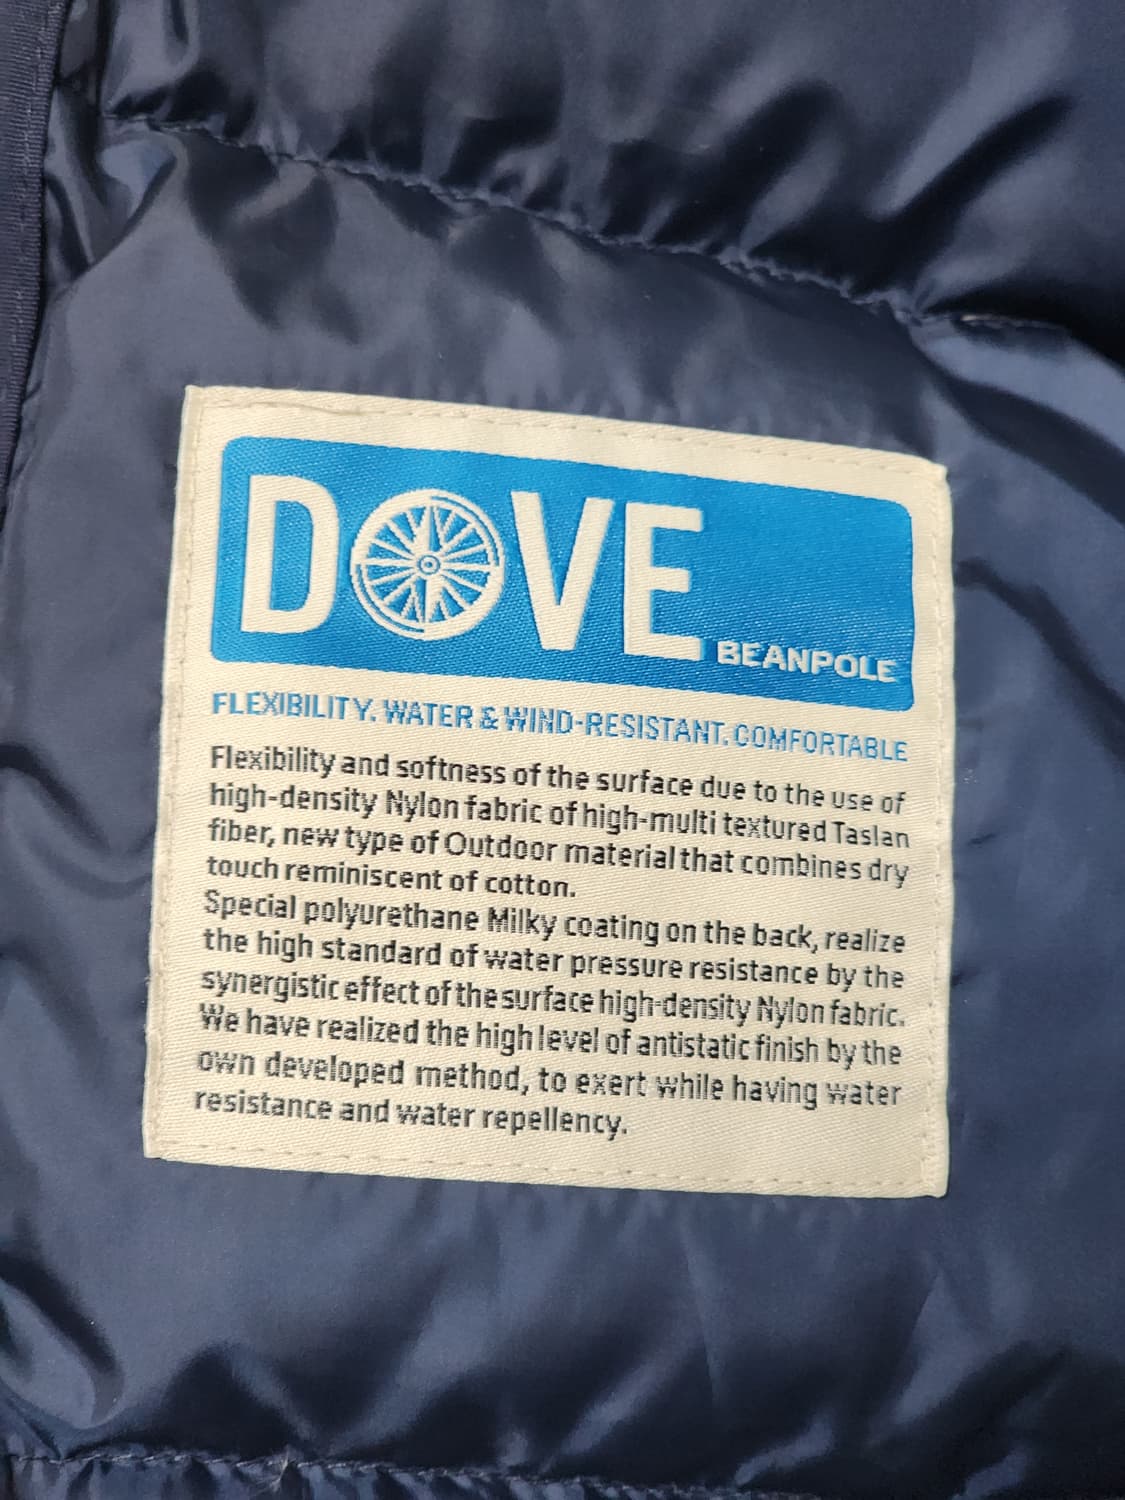 DOVE
BEANPOLE
FLEXIBILITY. WATER & WIND-RESISTANT. COMFORTABLE
Flexibility and softness of the surface due to the use of
high-density Nylon fabric of high-multi textured Taslan
fiber, new type of Outdoor material that combines dry
touch reminiscent of cotton.
Special polyurethane Milky coating on the back, realize
the high standard of water pressure resistance by the
synergistic effect of the surface high-density Nylon fabric.
We have realized the high level of antistatic finish by the
own developed method, to exert while having water
resistance and water repellency.